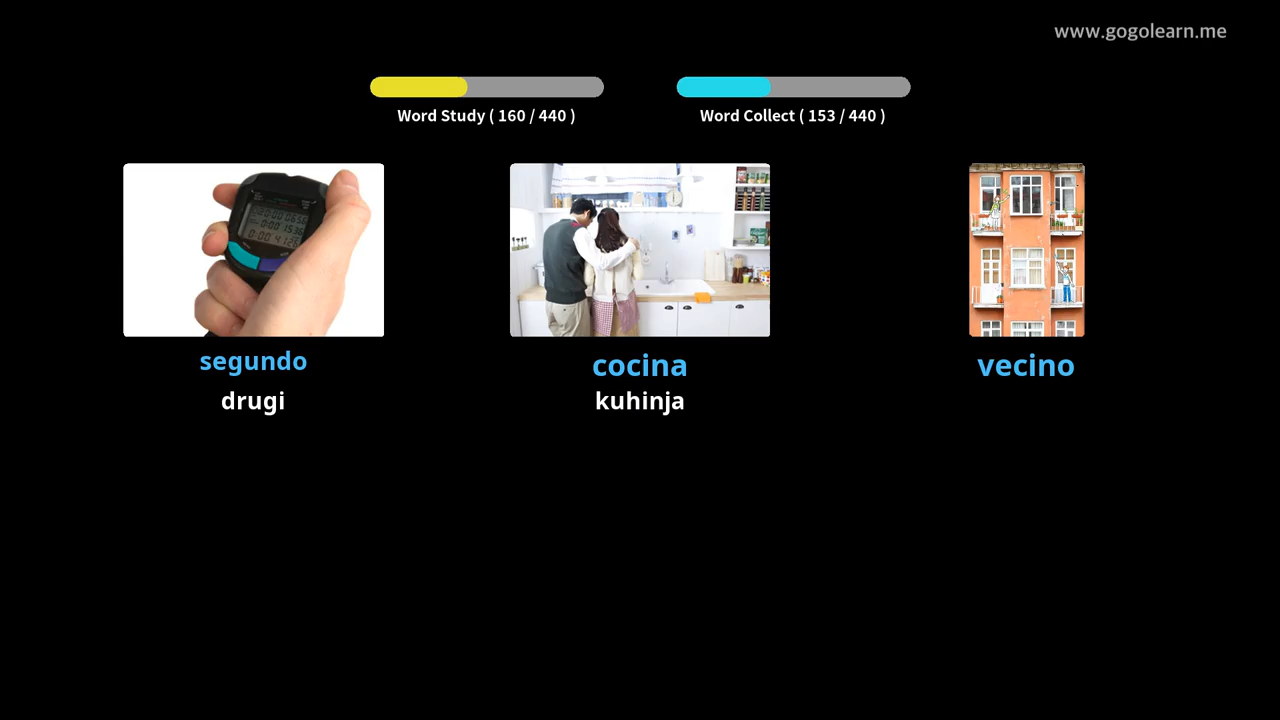 www.gogolearn.me
Word Study ( 160 / 440 )
Word Collect ( 153 / 440 )
segundo
drugi
cocina
kuhinja
vecino